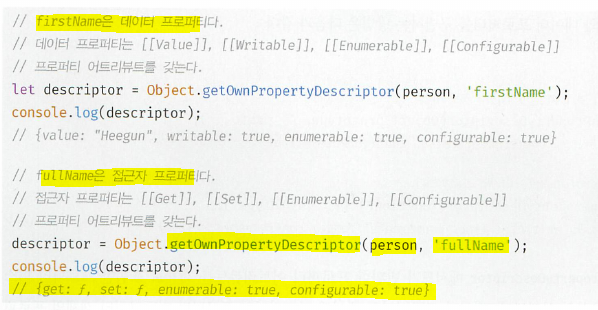 // firstName은 데이터 프로퍼티다.
// 데이터 프로퍼티는 [[Value]], [[Writable]], [[Enumerable]], [[Configurable]]
// 프로퍼티 어트리뷰트를 갖는다.
let descriptor = Object.getOwnPropertyDescriptor(person, 'firstName');
console.log(descriptor);
// {value: "Heegun", writable: true, enumerable: true, configurable: true}
// fullName은 접근자 프로퍼티다.
// 접근자 프로퍼티는 [[Get]], [[Set]], [[Enumerable]], [[Configurable]]
// 프로퍼티 어트리뷰트를 갖는다.
descriptor = Object.getOwnPropertyDescriptor(person, 'fullName');
console.log(descriptor);
// {get: ƒ, set: ƒ, enumerable: true, configurable: true}